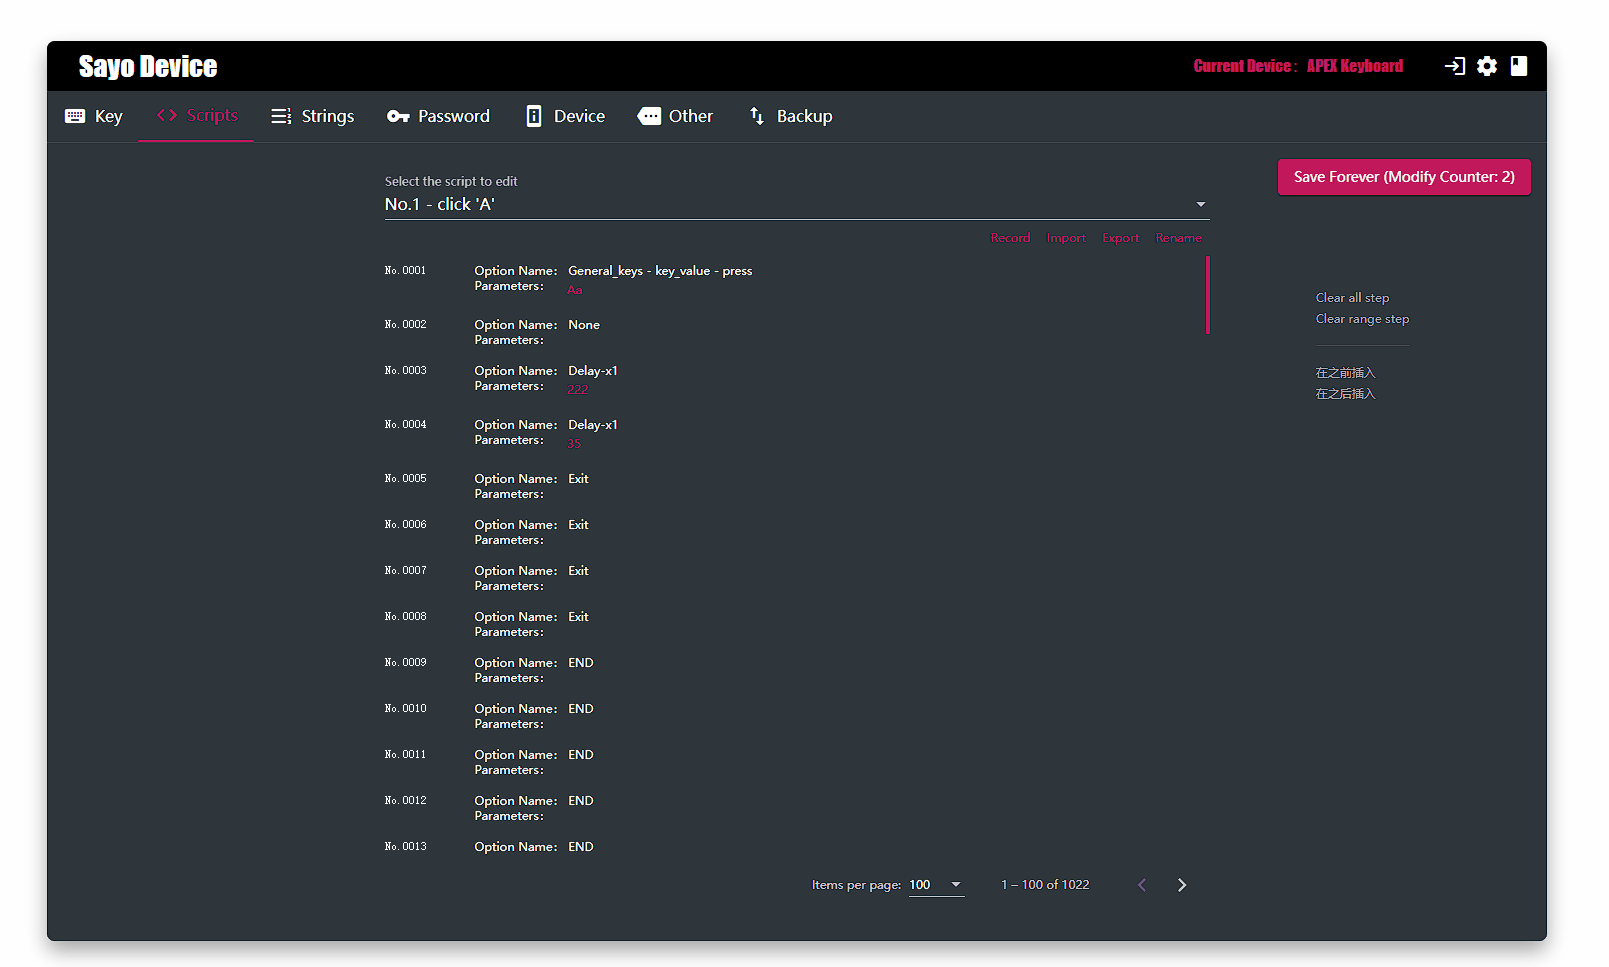 Sayo Device
Current Device： APEX Keyboard
Key
Scripts
Strings
Password
Device
Other
Backup
Save Forever (Modify Counter: 2)
Select the script to edit
No.1 - click 'A'
Record Import Export Rename
Clear all step
Clear range step
在之前插入
在之后插入
No.0001 Option Name: General_keys - key_value - press
Parameters:
Aa
No.0002 Option Name: None
Parameters:
No.0003 Option Name: Delay-x1
Parameters:
222
No.0004 Option Name: Delay-x1
Parameters:
35
No.0005 Option Name: Exit
Parameters:
No.0006 Option Name: Exit
Parameters:
No.0007 Option Name: Exit
Parameters:
No.0008 Option Name: Exit
Parameters:
No.0009 Option Name: END
Parameters:
No.0010 Option Name: END
Parameters:
No.0011 Option Name: END
Parameters:
No.0012 Option Name: END
Parameters:
No.0013 Option Name: END
Items per page: 100 1 – 100 of 1022